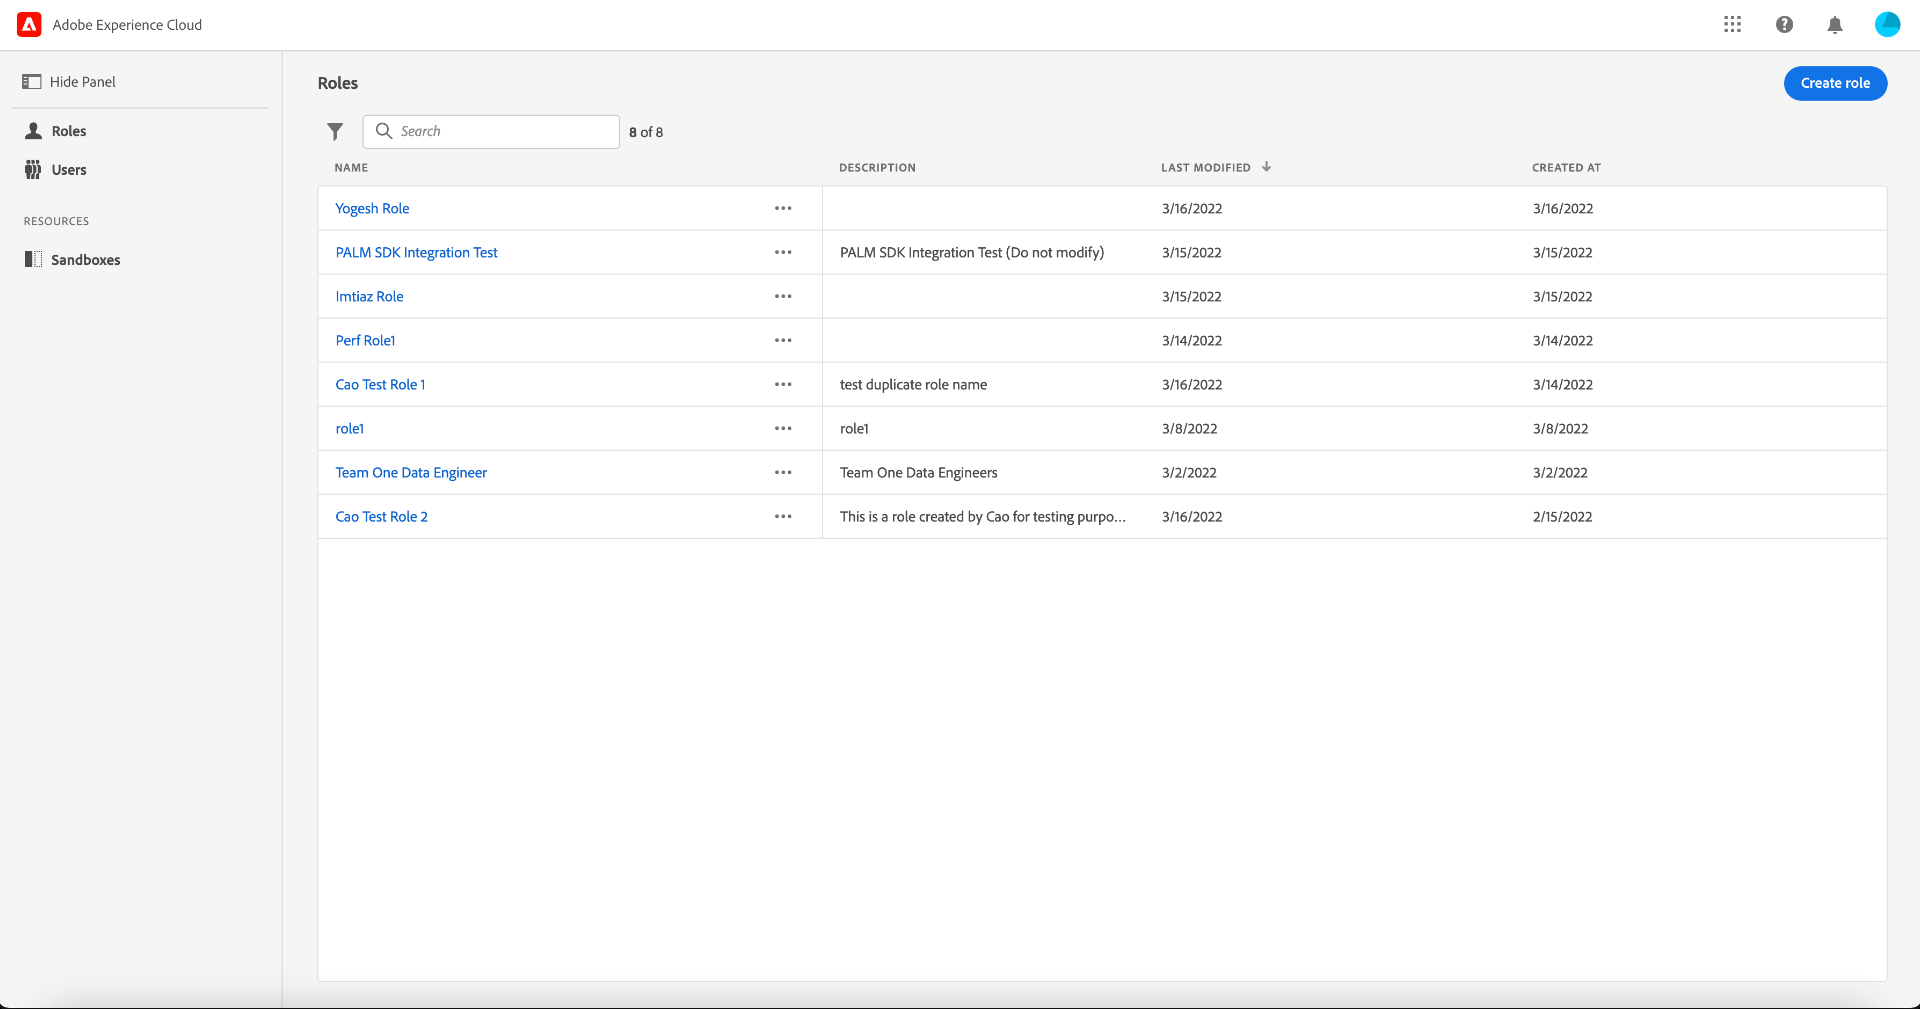 Adobe Experience Cloud
Hide Panel
Roles
Create role
Roles
Search
8 of 8
Users
NAME DESCRIPTION LAST MODIFIED CREATED AT
Yogesh Role 3/16/2022 3/16/2022
RESOURCES
PALM SDK Integration Test PALM SDK Integration Test (Do not modify) 3/15/2022 3/15/2022
Sandboxes
Imtiaz Role 3/15/2022 3/15/2022
Perf Role1 3/14/2022 3/14/2022
Cao Test Role 1 test duplicate role name 3/16/2022 3/14/2022
role1 role1 3/8/2022 3/8/2022
Team One Data Engineer Team One Data Engineers 3/2/2022 3/2/2022
Cao Test Role 2 This is a role created by Cao for testing purpo... 3/16/2022 2/15/2022